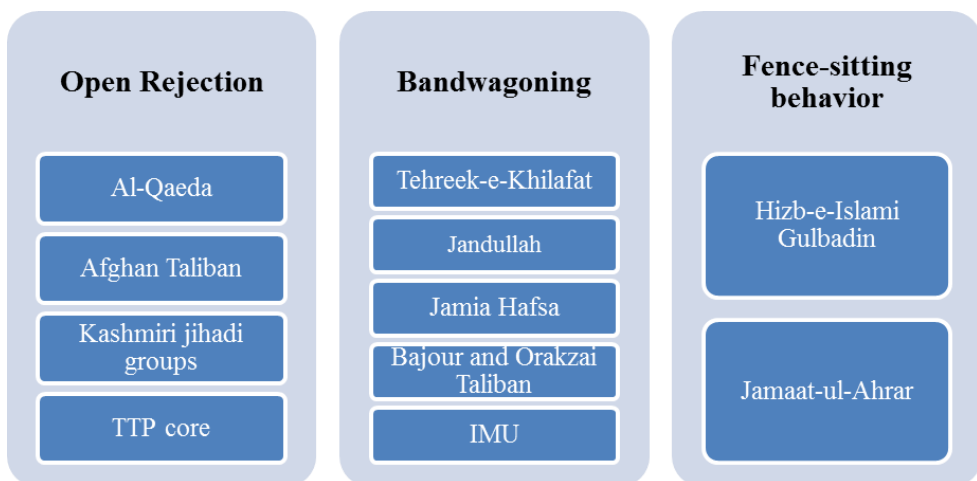 Open Rejection
Al-Qaeda
Afghan Taliban
Kashmiri jihadi
groups
TTP core
Bandwagoning
Tehreek-e-Khilafat
Jandullah
Jamia Hafsa
Bajour and Orakzai
Taliban
IMU
Fence-sitting
behavior
Hizb-e-Islami
Gulbadin
Jamaat-ul-Ahrar